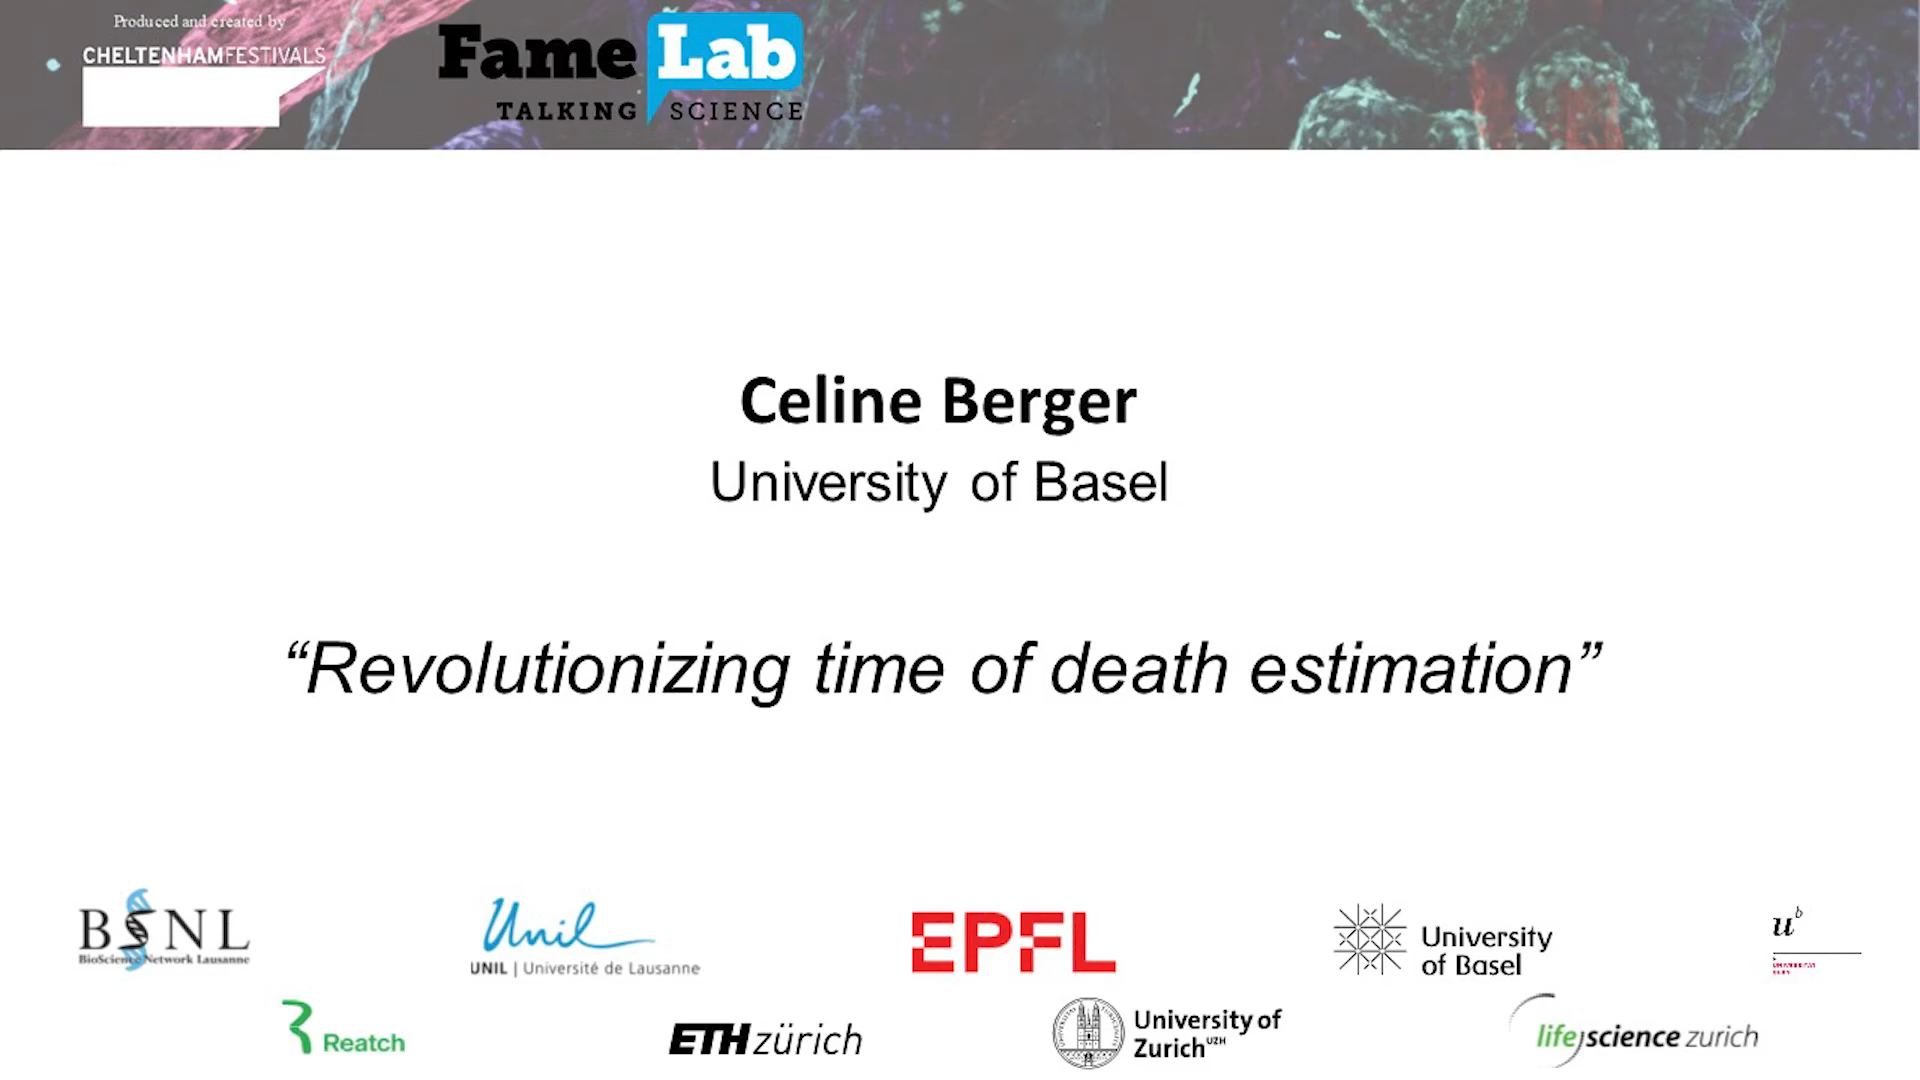 Produced and created by
CHELTENHAMFESTIVALS
Fame Lab
TALKING SCIENCE
Celine Berger
University of Basel
“Revolutionizing time of death estimation”
BSNL
BioScience Network Lausanne
Unil
UNIL | Université de Lausanne
EPFL
University
of Basel
u b
Reatch
ETH zürich
University of
Zurich UZH
life science zurich